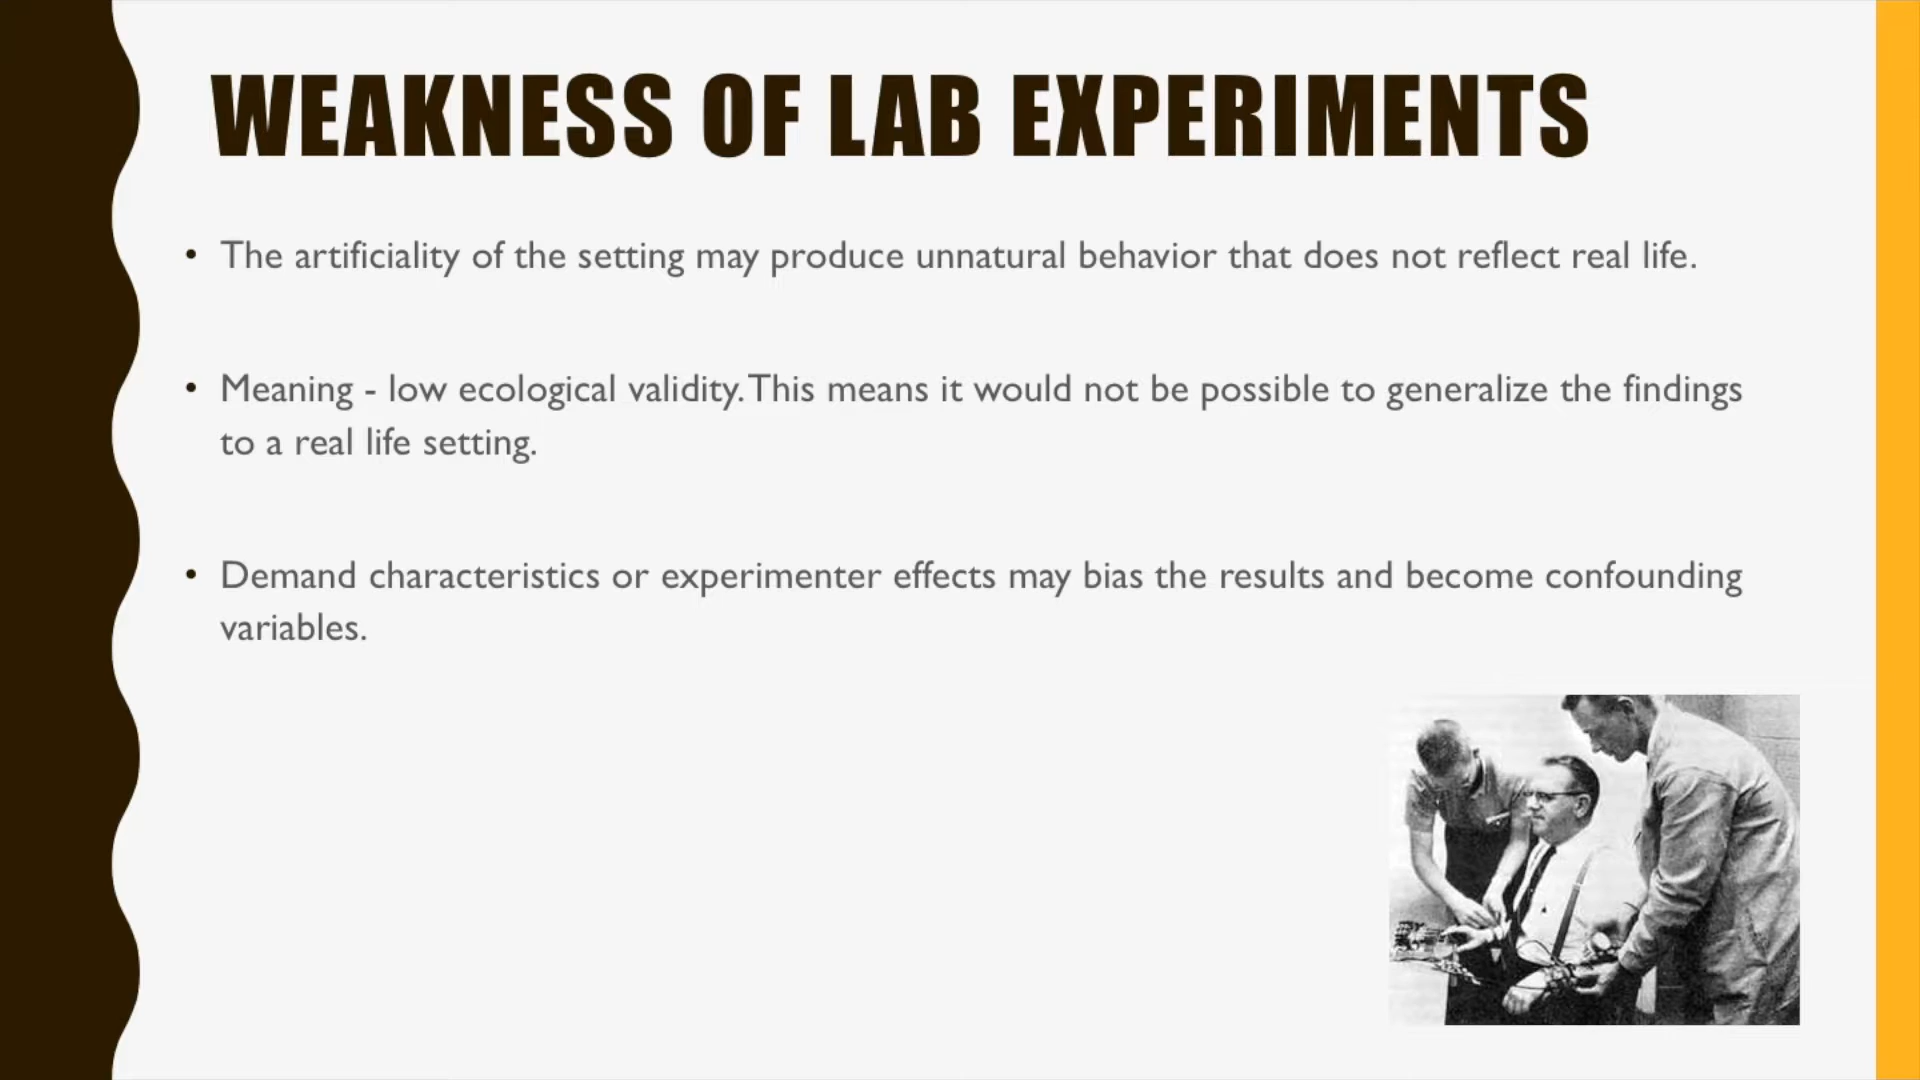 WEAKNESS OF LAB EXPERIMENTS
• The artificiality of the setting may produce unnatural behavior that does not reflect real life.
• Meaning - low ecological validity. This means it would not be possible to generalize the findings
to a real life setting.
• Demand characteristics or experimenter effects may bias the results and become confounding
variables.